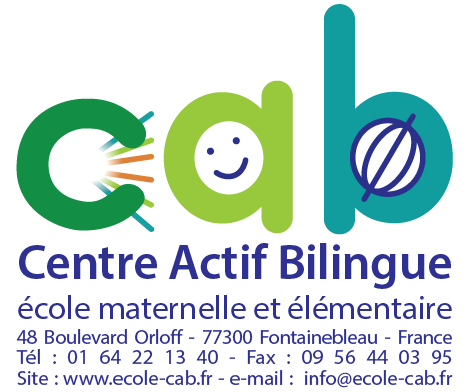 cab
Centre Actif Bilingue
école maternelle et élémentaire
48 Boulevard Orloff - 77300 Fontainebleau - France
Tél : 01 64 22 13 40 - Fax : 09 56 44 03 95
Site : www.ecole-cab.fr - e-mail : info@ecole-cab.fr